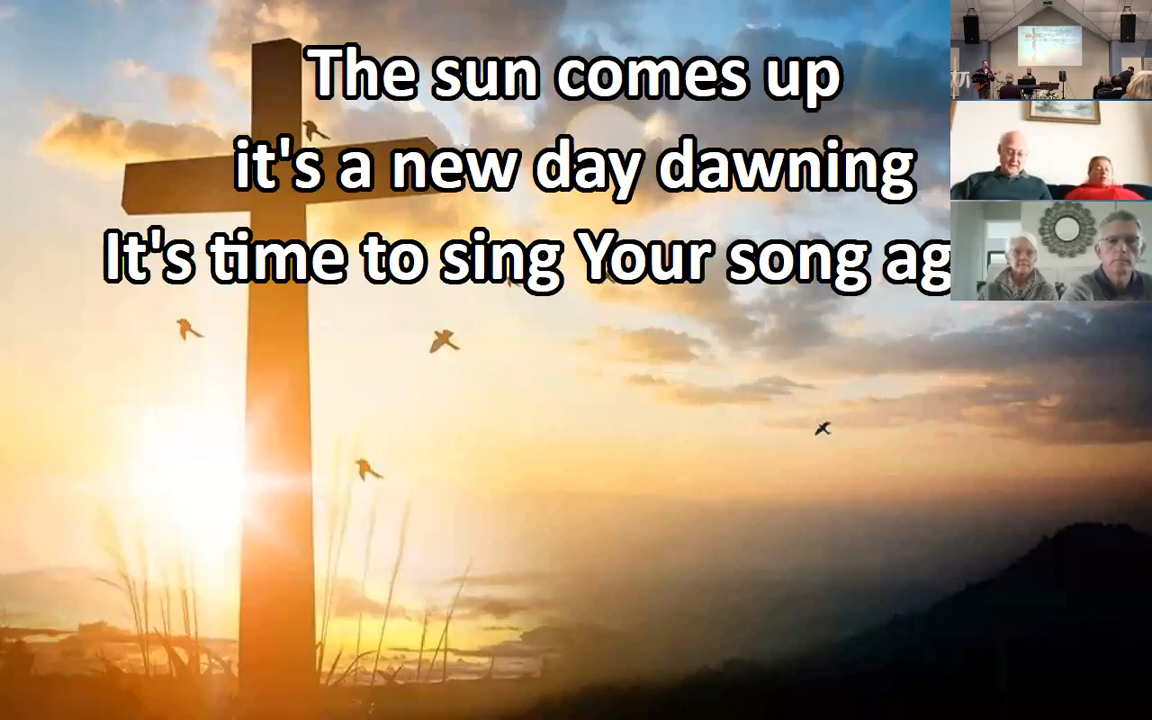 The sun comes up
it's a new day dawning
It's time to sing Your song ag